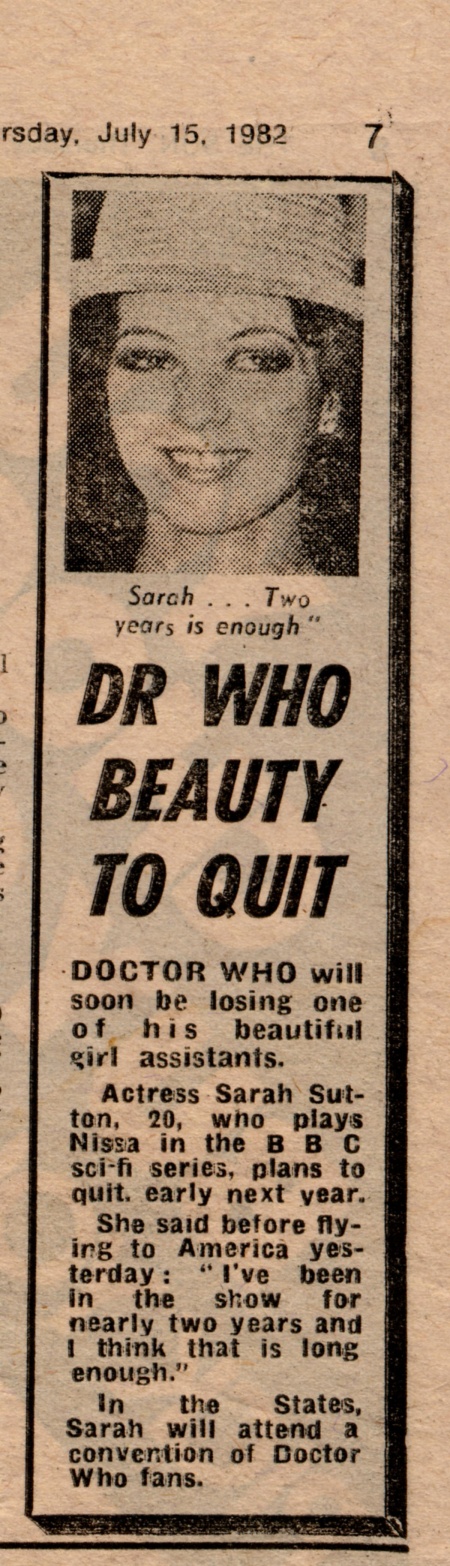 rsday, July 15, 1982 7
Sarah . . . Two
years is enough"
DR WHO
BEAUTY
TO QUIT
DOCTOR WHO will
soon be losing one
of his beautiful
girl assistants.
Actress Sarah Sut-
ton, 20, who plays
Nissa in the B B C
sci-fi series, plans to
quit. early next year.
She said before fly-
ing to America yes-
terday: "I've been
in the show for
nearly two years and
I think that is long
enough."
In the States,
Sarah will attend a
convention of Doctor
Who fans.